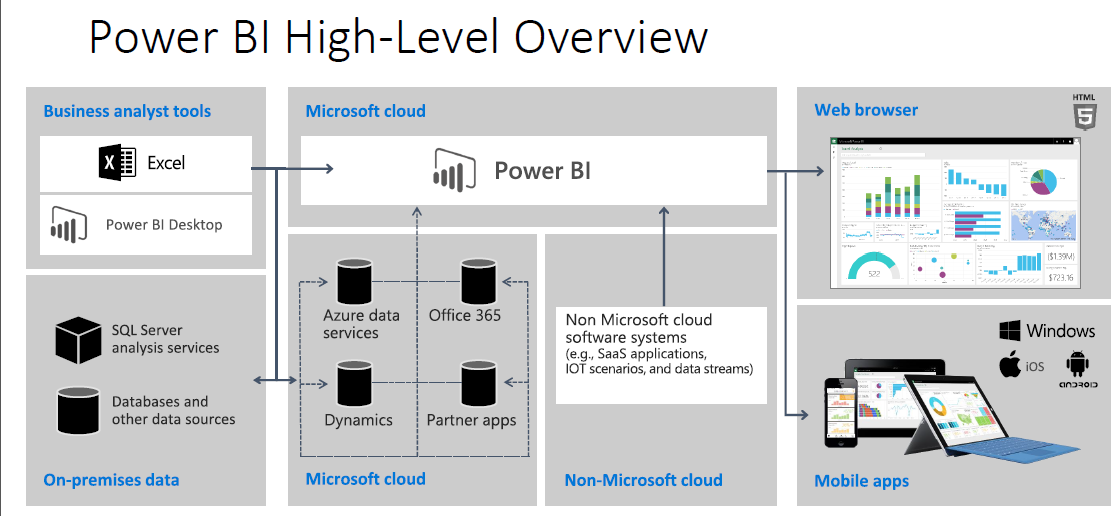 Power BI High-Level Overview
Business analyst tools
Excel
Power BI Desktop
SQL Server
analysis services
Databases and
other data sources
On-premises data
Microsoft cloud
Power BI
Azure data
services
Office 365
Dynamics
Partner apps
Microsoft cloud
Non Microsoft cloud
software systems
(e.g., SaaS applications,
IOT scenarios, and data streams)
Non-Microsoft cloud
Web browser
HTML
5
522
($1.39M)
$723.16
Windows
iOS
android
Mobile apps